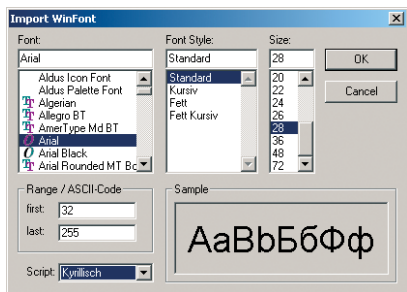 Import WinFont
Font:
Font Style:
Size:
Arial
Standard
28
OK
Cancel
Aldus Icon Font
Aldus Palette Font
Algerian
Allegro BT
AmerType Md BT
Arial
Arial Black
Arial Rounded MT Bc
Standard
Kursiv
Fett
Fett Kursiv
20
22
24
26
28
36
48
72
Range / ASCII-Code
first: 32
last: 255
Script: Kyrillisch
Sample
AaBbБбФф